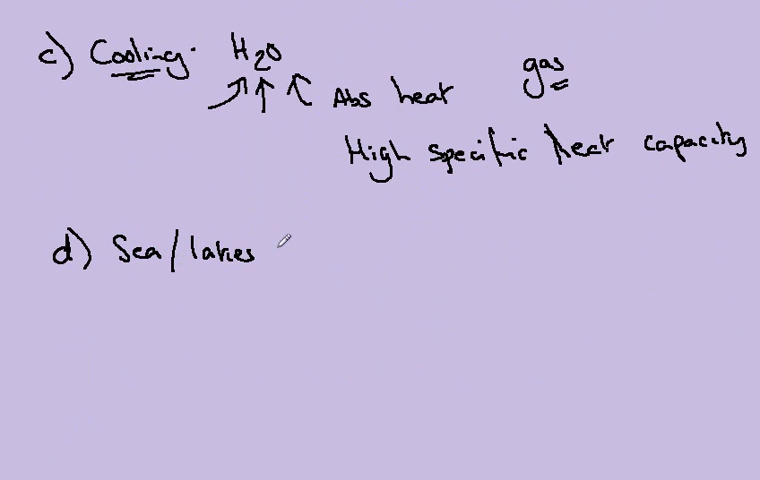 c) Cooling. H2O gas
Abs heat
High specific heat capacity
d) Sea/lakes